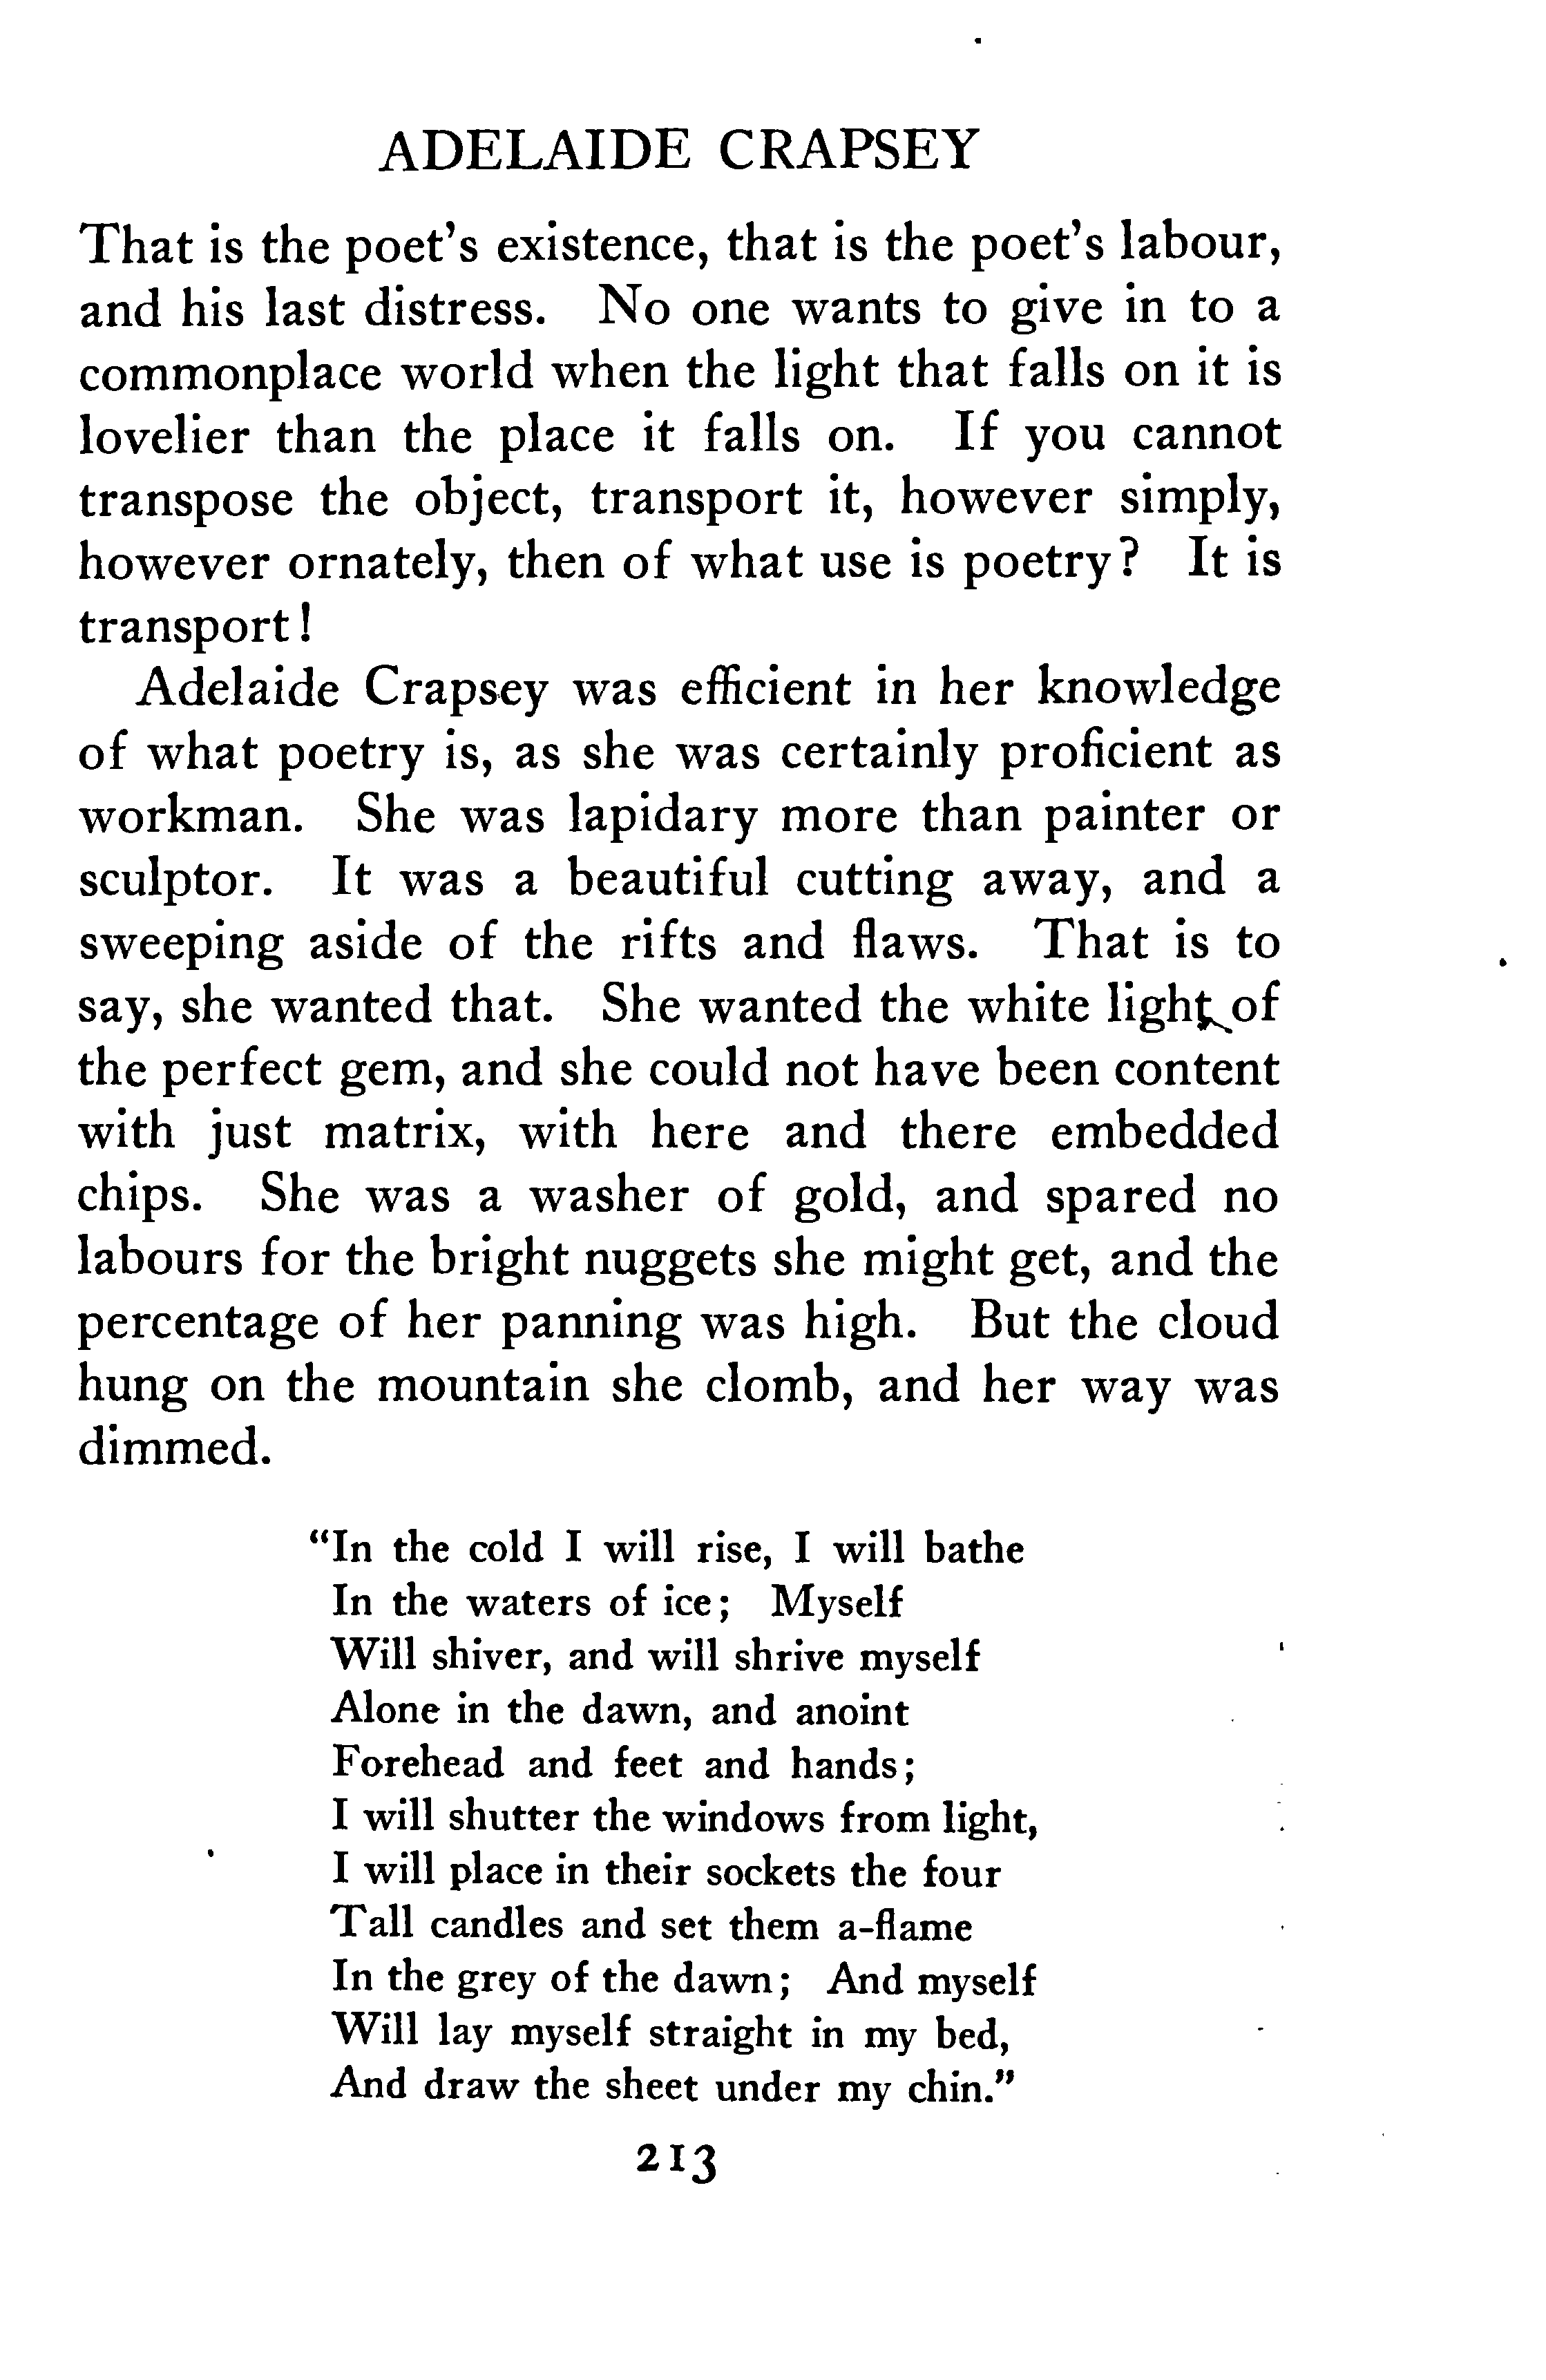 ADELAIDE CRAPSEY
That is the poet's existence, that is the poet's labour,
and his last distress. No one wants to give in to a
commonplace world when the light that falls on it is
lovelier than the place it falls on. If you cannot
transpose the object, transport it, however simply,
however ornately, then of what use is poetry? It is
transport!
Adelaide Crapsey was efficient in her knowledge
of what poetry is, as she was certainly proficient as
workman. She was lapidary more than painter or
sculptor. It was a beautiful cutting away, and a
sweeping aside of the rifts and flaws. That is to
say, she wanted that. She wanted the white light of
the perfect gem, and she could not have been content
with just matrix, with here and there embedded
chips. She was a washer of gold, and spared no
labours for the bright nuggets she might get, and the
percentage of her panning was high. But the cloud
hung on the mountain she clomb, and her way was
dimmed.
"In the cold I will rise, I will bathe
In the waters of ice; Myself
Will shiver, and will shrive myself
Alone in the dawn, and anoint
Forehead and feet and hands;
I will shutter the windows from light,
I will place in their sockets the four
Tall candles and set them a-flame
In the grey of the dawn; And myself
Will lay myself straight in my bed,
And draw the sheet under my chin."
213